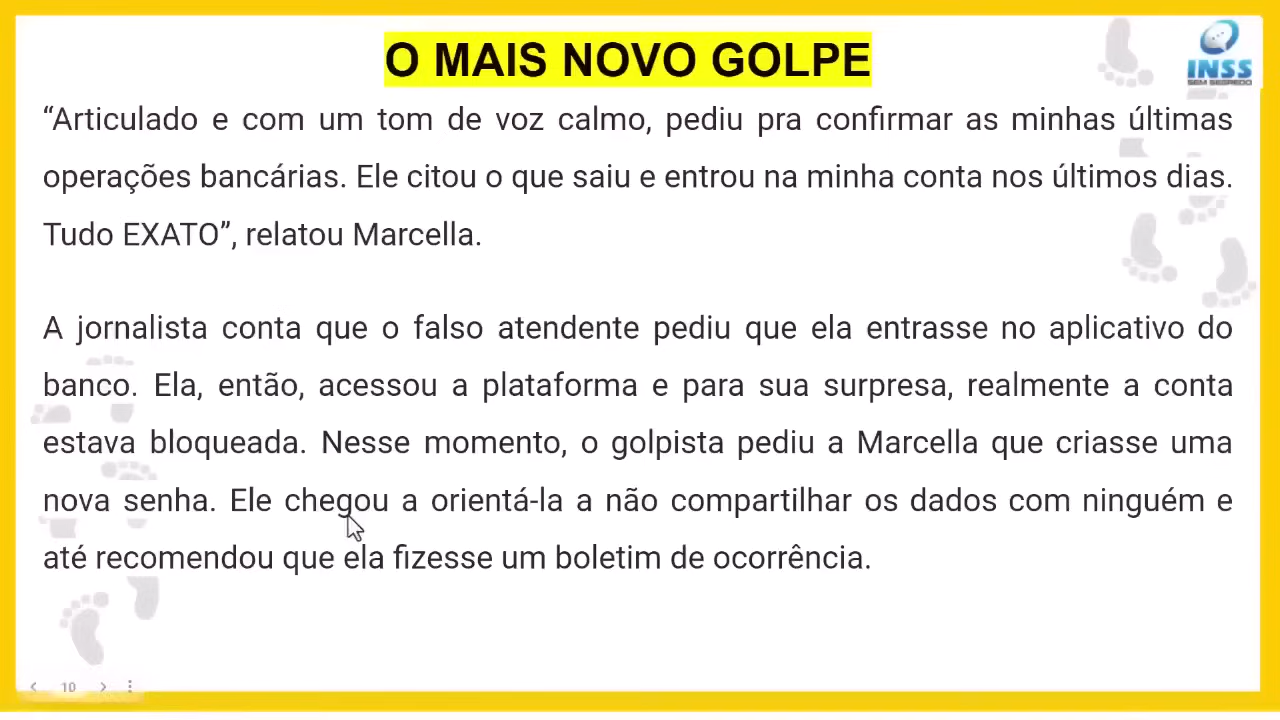 O MAIS NOVO GOLPE
INSS
SEM SEGREDO
“Articulado e com um tom de voz calmo, pediu pra confirmar as minhas últimas
operações bancárias. Ele citou o que saiu e entrou na minha conta nos últimos dias.
Tudo EXATO”, relatou Marcella.
A jornalista conta que o falso atendente pediu que ela entrasse no aplicativo do
banco. Ela, então, acessou a plataforma e para sua surpresa, realmente a conta
estava bloqueada. Nesse momento, o golpista pediu a Marcella que criasse uma
nova senha. Ele chegou a orientá-la a não compartilhar os dados com ninguém e
até recomendou que ela fizesse um boletim de ocorrência.
10